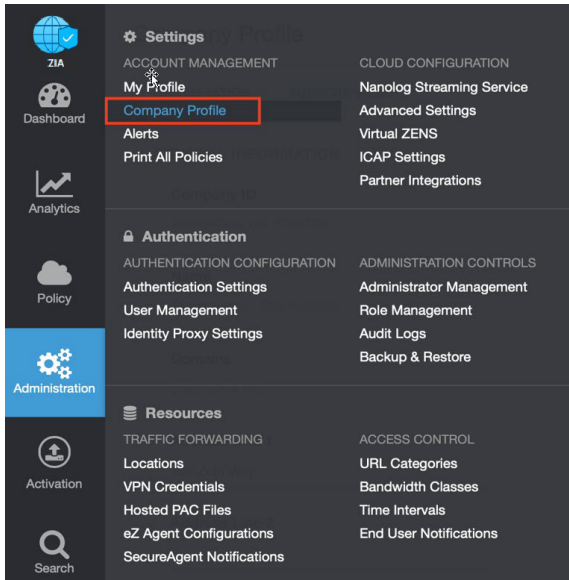 ZIA
Dashboard
Analytics
Policy
Administration
Activation
Search
Settings
ACCOUNT MANAGEMENT
My Profile
Company Profile
Alerts
Print All Policies
CLOUD CONFIGURATION
Nanolog Streaming Service
Advanced Settings
Virtual ZENS
ICAP Settings
Partner Integrations
Authentication
AUTHENTICATION CONFIGURATION
Authentication Settings
User Management
Identity Proxy Settings
ADMINISTRATION CONTROLS
Administrator Management
Role Management
Audit Logs
Backup & Restore
Resources
TRAFFIC FORWARDING
Locations
VPN Credentials
Hosted PAC Files
eZ Agent Configurations
SecureAgent Notifications
ACCESS CONTROL
URL Categories
Bandwidth Classes
Time Intervals
End User Notifications